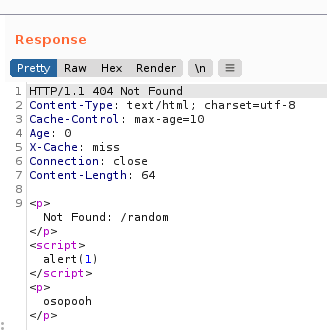 Response
Pretty Raw Hex Render \n
1 HTTP/1.1 404 Not Found
2 Content-Type: text/html; charset=utf-8
3 Cache-Control: max-age=10
4 Age: 0
5 X-Cache: miss
6 Connection: close
7 Content-Length: 64
8
9 <p>
Not Found: /random
</p>
<script>
alert(1)
</script>
<p>
osopooh
</p>